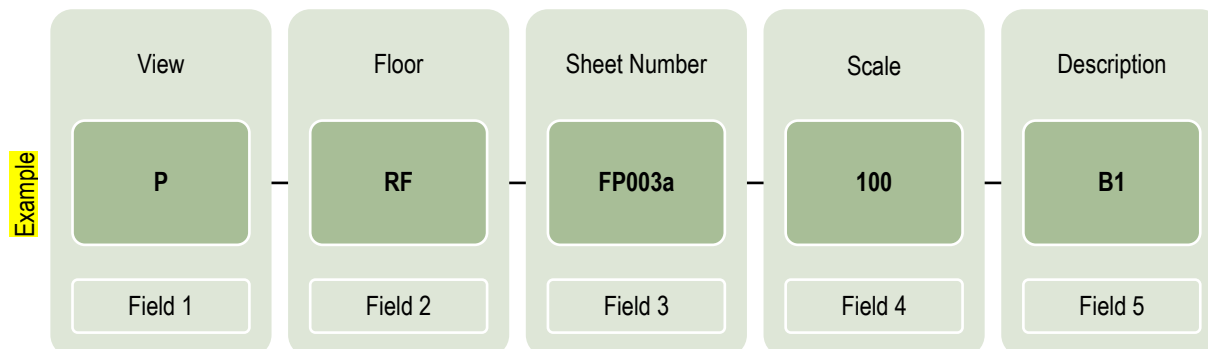 View
Floor
Sheet Number
Scale
Description
Example
P
RF
FP003a
100
B1
Field 1
Field 2
Field 3
Field 4
Field 5